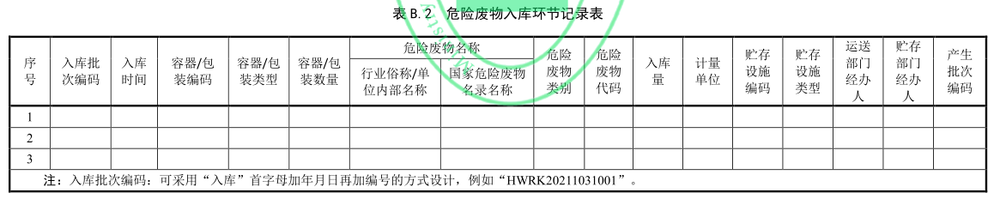 表 B.2 危险废物入库环节记录表
序号 入库批次编码 入库时间 容器/包装编码 容器/包装类型 容器/包装数量 危险废物名称 行业俗称/单位内部名称 国家危险废物名录名称 危险废物类别 危险废物代码 入库量 计量单位 贮存设施编码 贮存设施类型 运送部门经办人 贮存部门经办人 产生批次编码
1
2
3
注：入库批次编码：可采用“入库”首字母加年月日再加编号的方式设计，例如“HWRK20211031001”。
Ministry